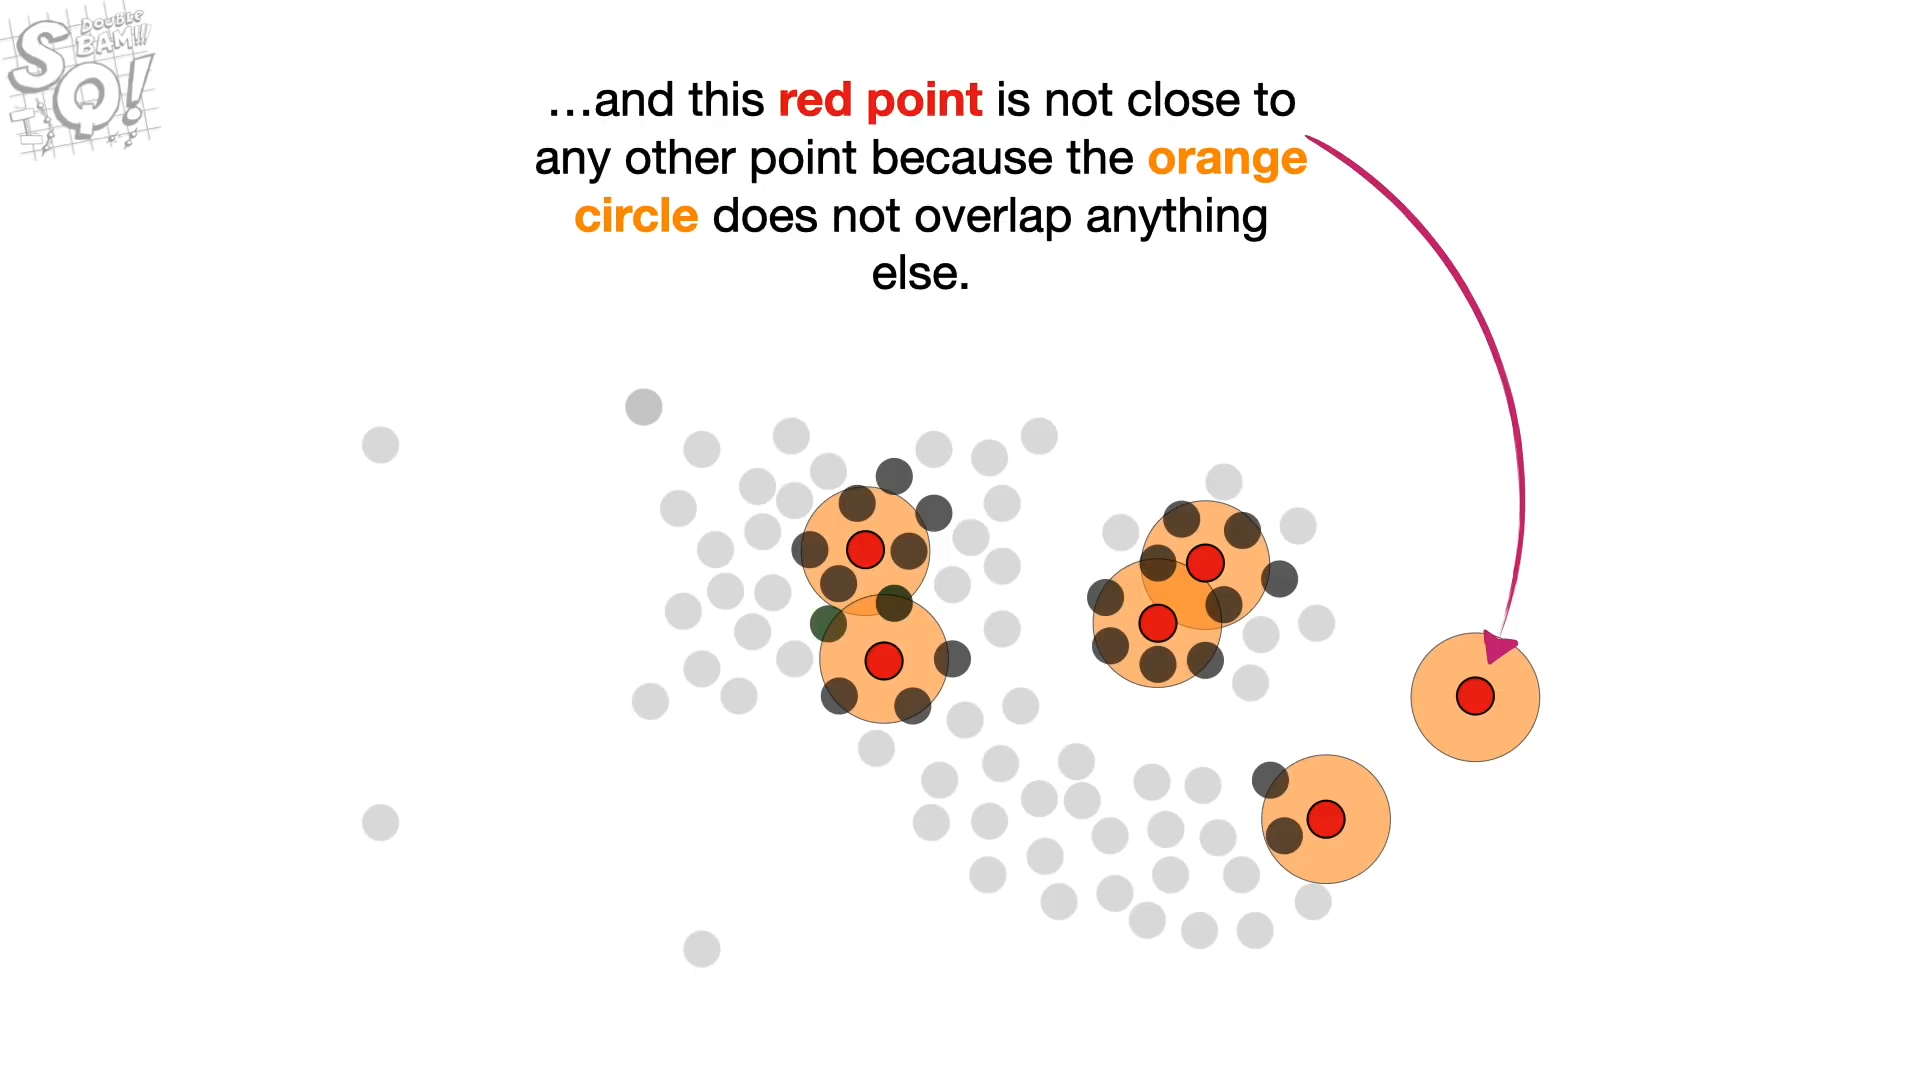 DOUBLE
BAM!!!
SQ!
…and this red point is not close to
any other point because the orange
circle does not overlap anything
else.